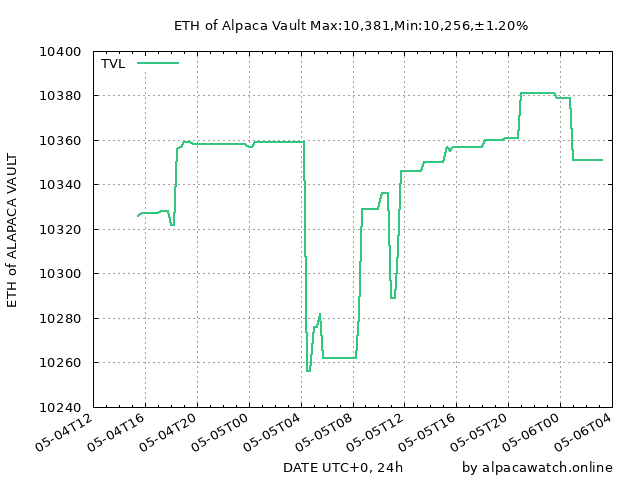 ETH of Alpaca Vault Max:10,381,Min:10,256,±1.20%
TVL
ETH of ALAPACA VAULT
10400
10380
10360
10340
10320
10300
10280
10260
10240
05-04T12
05-04T16
05-04T20
05-05T00
05-05T04
05-05T08
05-05T12
05-05T16
05-05T20
05-06T00
05-06T04
DATE UTC+0, 24h
by alpacawatch.online